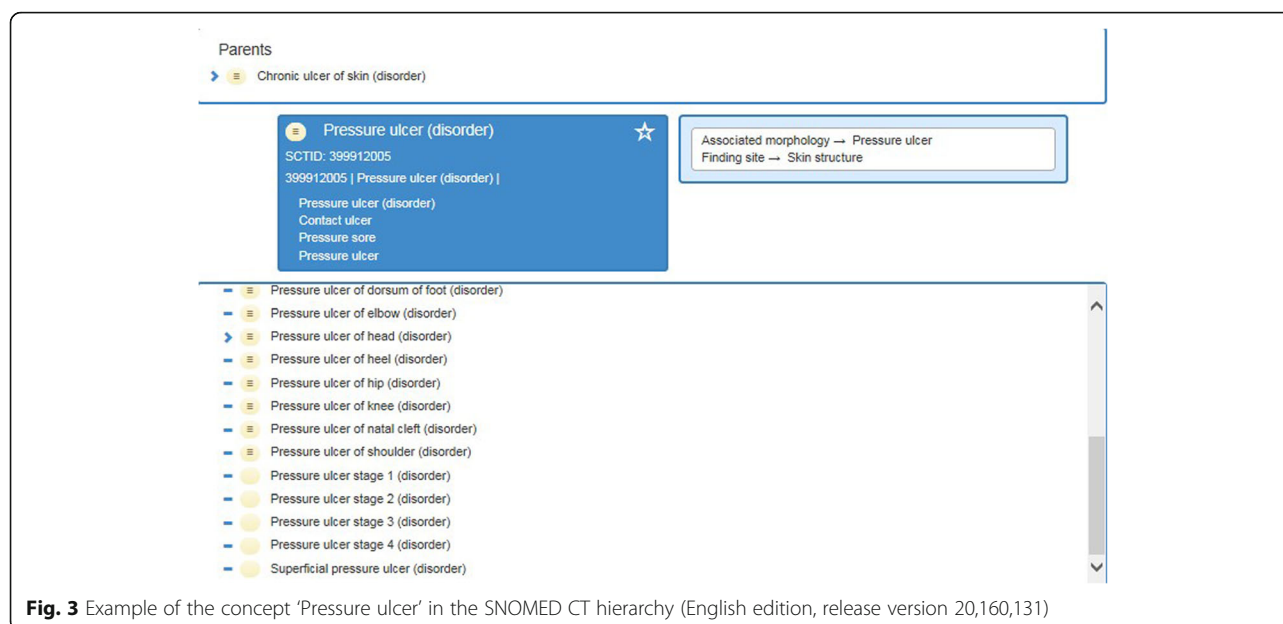 Parents
Chronic ulcer of skin (disorder)
Pressure ulcer (disorder)
SCTID: 399912005
399912005 | Pressure ulcer (disorder) |
Pressure ulcer (disorder)
Contact ulcer
Pressure sore
Pressure ulcer
Associated morphology → Pressure ulcer
Finding site → Skin structure
Pressure ulcer of dorsum of foot (disorder)
Pressure ulcer of elbow (disorder)
Pressure ulcer of head (disorder)
Pressure ulcer of heel (disorder)
Pressure ulcer of hip (disorder)
Pressure ulcer of knee (disorder)
Pressure ulcer of natal cleft (disorder)
Pressure ulcer of shoulder (disorder)
Pressure ulcer stage 1 (disorder)
Pressure ulcer stage 2 (disorder)
Pressure ulcer stage 3 (disorder)
Pressure ulcer stage 4 (disorder)
Superficial pressure ulcer (disorder)
Fig. 3 Example of the concept ‘Pressure ulcer’ in the SNOMED CT hierarchy (English edition, release version 20,160,131)